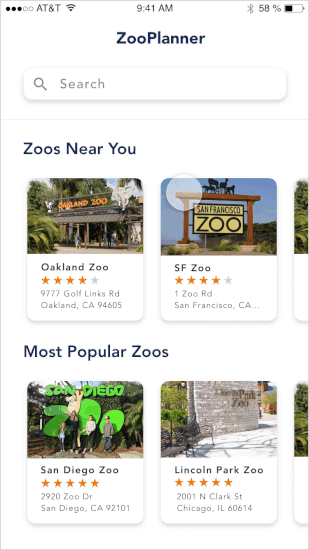 AT&T 9:41 AM 58 %
ZooPlanner
Search
Zoos Near You
OAKLAND ZOO
SAN FRANCISCO
ZOO
Oakland Zoo
SF Zoo
9777 Golf Links Rd
1 Zoo Rd
Oakland, CA 94605
San Francisco, CA...
Most Popular Zoos
SAN DIEGO
ZOO
San Diego Zoo
Lincoln Park Zoo
2920 Zoo Dr
2001 N Clark St
San Diego, CA 92101
Chicago, IL 60614